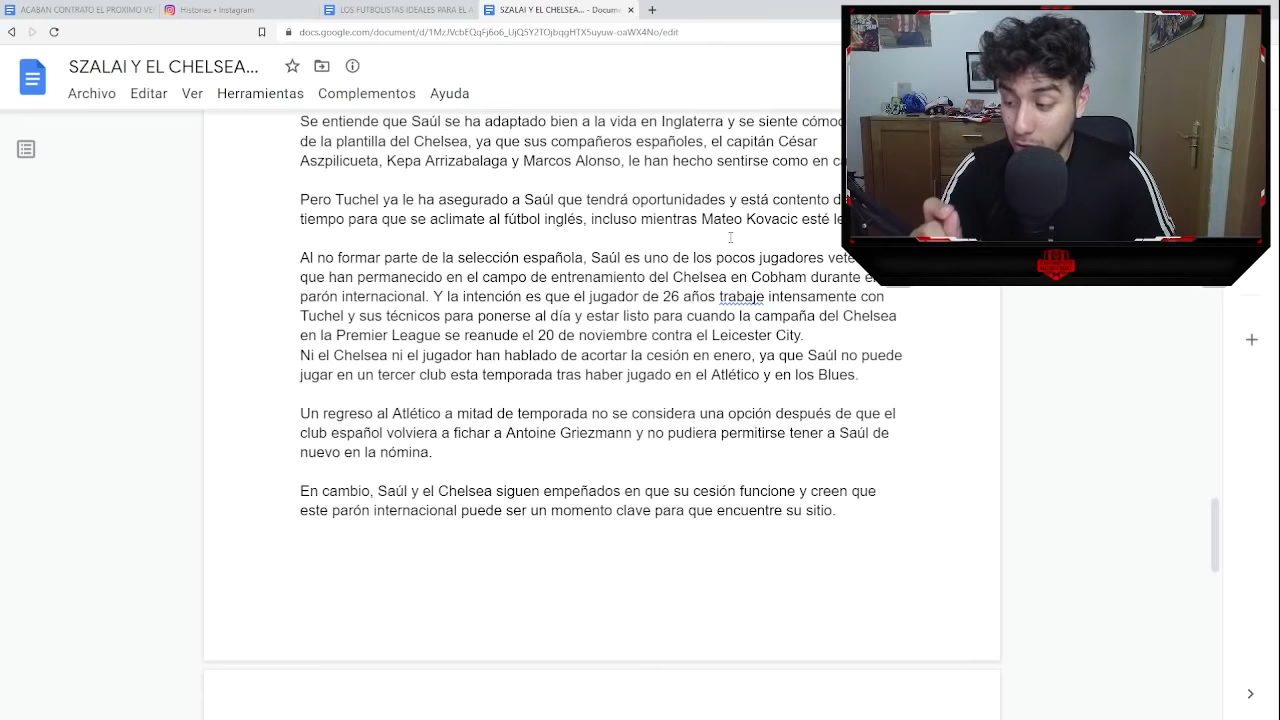 ACABAN CONTRATO EL PROXIMO VE
Historias • Instagram
LOS FUTBOLISTAS IDEALES PARA EL A
SZALAI Y EL CHELSEA... - Docume
SZALAI Y EL CHELSEA...
Archivo Editar Ver Herramientas Complementos Ayuda
Se entende que Saúl se ha adaptado bien a la vida en Inglaterra y se siente
de la plantilla del Chelsea, ya que sus compañeros españoles, el capitán César
Aszpilicueta, Kepa Arrizabalaga y Marcos Alonso, le han hecho sentirse como en
Pero Tuchel ya le ha asegurado a Saúl que tendrá oportunidades y está contento
tiempo para que se aclimate al fútbol inglés, incluso mientras Mateo Kovacic esté
Al no formar parte de la selección española, Saúl es uno de los pocos jugadores
que han permanecido en el campo de entrenamiento del Chelsea en Cobham durante
parón internacional. Y la intención es que el jugador de 26 años trabaje intensamente con
Tuchel y sus técnicos para ponerse al día y estar listo para cuando la campaña del Chelsea
en la Premier League se reanude el 20 de noviembre contra el Leicester City.
Ni el Chelsea ni el jugador han hablado de acortar la cesión en enero, ya que Saúl no puede
jugar en un tercer club esta temporada tras haber jugado en el Atlético y en los Blues.
Un regreso al Atlético a mitad de temporada no se considera una opción después de que el
club español volviera a fichar a Antoine Griezmann y no pudiera permitirse tener a Saúl de
nuevo en la nómina.
En cambio, Saúl y el Chelsea siguen empeñados en que su cesión funcione y creen que
este parón internacional puede ser un momento clave para que encuentre su sitio.